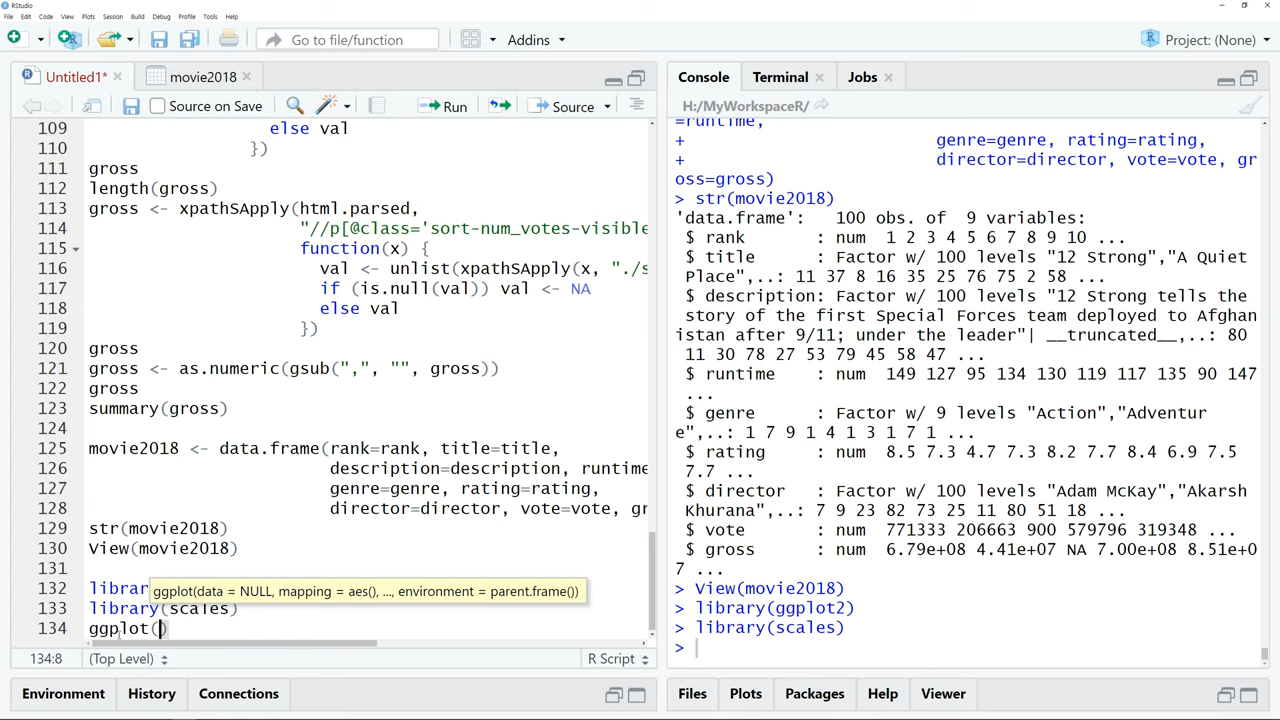 RStudio
File Edit Code View Plots Session Build Debug Profile Tools Help
Go to file/function Addins Project: (None)
Untitled1* movie2018
Source on Save Run Source
109 else val
110 })
111 gross
112 length(gross)
113 gross <- xpathSApply(html.parsed,
114 "//p[@class='sort-num_votes-visible
115 function(x) {
116 val <- unlist(xpathSApply(x, "./s
117 if (is.null(val)) val <- NA
118 else val
119 })
120 gross
121 gross <- as.numeric(gsub(",", "", gross))
122 gross
123 summary(gross)
124
125 movie2018 <- data.frame(rank=rank, title=title,
126 description=description, runtime
127 genre=genre, rating=rating,
128 director=director, vote=vote, gr
129 str(movie2018)
130 View(movie2018)
131
132 librar
ggplot(data = NULL, mapping = aes(), ..., environment = parent.frame())
133 library(scales)
134 ggplot()
134:8 (Top Level) R Script
Environment History Connections
Console Terminal Jobs
H:/MyWorkspaceR/
=runtime,
+ genre=genre, rating=rating,
+ director=director, vote=vote, gr
oss=gross)
> str(movie2018)
'data.frame': 100 obs. of 9 variables:
$ rank : num 1 2 3 4 5 6 7 8 9 10 ...
$ title : Factor w/ 100 levels "12 Strong","A Quiet
Place",..: 11 37 8 16 35 25 76 75 2 58 ...
$ description: Factor w/ 100 levels "12 Strong tells the
story of the first Special Forces team deployed to Afghan
istan after 9/11; under the leader"| __truncated__,..: 80
11 30 78 27 53 79 45 58 47 ...
$ runtime : num 149 127 95 134 130 119 117 135 90 147
...
$ genre : Factor w/ 9 levels "Action","Adventur
e",..: 1 7 9 1 4 1 3 1 7 1 ...
$ rating : num 8.5 7.3 4.7 7.3 8.2 7.7 8.4 6.9 7.5
7.7 ...
$ director : Factor w/ 100 levels "Adam McKay","Akarsh
Khurana",..: 7 9 23 82 73 25 11 80 51 18 ...
$ vote : num 771333 206663 900 579796 319348 ...
$ gross : num 6.79e+08 4.41e+07 NA 7.00e+08 8.51e+0
7 ...
> View(movie2018)
> library(ggplot2)
> library(scales)
>
Files Plots Packages Help Viewer